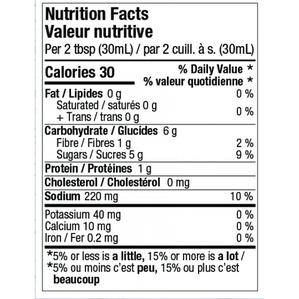 Nutrition Facts
Valeur nutritive
Per 2 tbsp (30mL) / par 2 cuill. à s. (30mL)
Calories 30
% Daily Value *
% valeur quotidienne *
Fat / Lipides 0 g 0 %
Saturated / saturés 0 g
+ Trans / trans 0 g
0 %
Carbohydrate / Glucides 6 g
Fibre / Fibres 1 g 2 %
Sugars / Sucres 5 g 9 %
Protein / Protéines 1 g
Cholesterol / Cholestérol 0 mg
Sodium 220 mg 10 %
Potassium 40 mg 0 %
Calcium 10 mg 0 %
Iron / Fer 0.2 mg 0 %
*5% or less is a little, 15% or more is a lot /
*5% ou moins c'est peu, 15% ou plus c'est
beaucoup